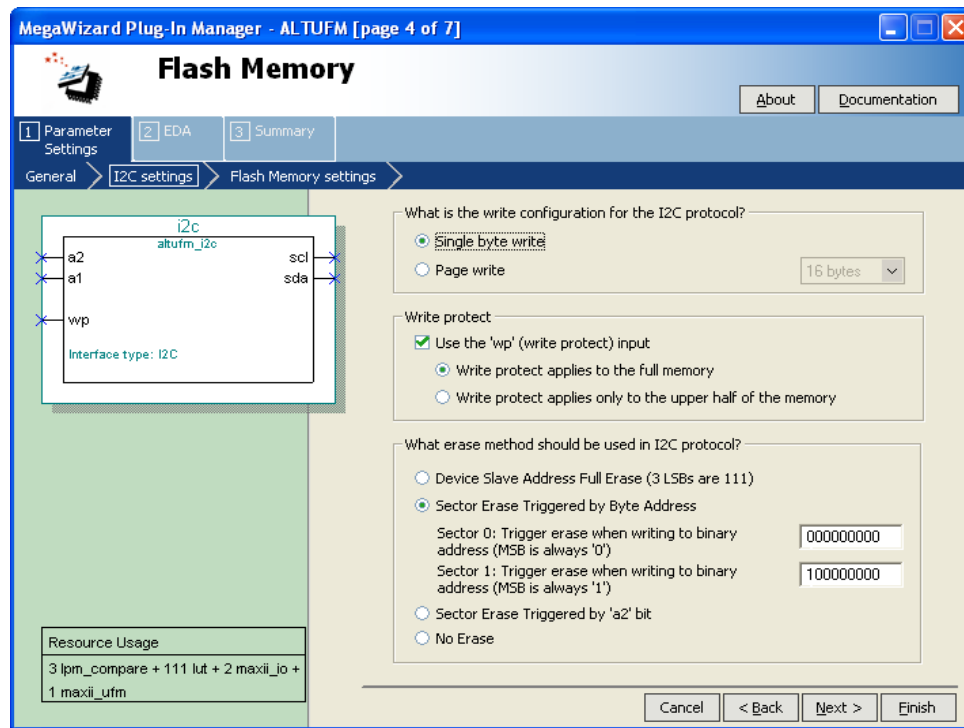 MegaWizard Plug-In Manager - ALTUFM [page 4 of 7]
Flash Memory
About
Documentation
1 Parameter Settings
2 EDA
3 Summary
General
I2C settings
Flash Memory settings
i2c
altufm_i2c
a2
scl
a1
sda
wp
Interface type: I2C
Resource Usage
3 lpm_compare + 111 lut + 2 maxii_io +
1 maxii_ufm
What is the write configuration for the I2C protocol?
Single byte write
Page write
16 bytes
Write protect
Use the 'wp' (write protect) input
Write protect applies to the full memory
Write protect applies only to the upper half of the memory
What erase method should be used in I2C protocol?
Device Slave Address Full Erase (3 LSBs are 111)
Sector Erase Triggered by Byte Address
Sector 0: Trigger erase when writing to binary
address (MSB is always '0')
000000000
Sector 1: Trigger erase when writing to binary
address (MSB is always '1')
100000000
Sector Erase Triggered by 'a2' bit
No Erase
Cancel
< Back
Next >
Finish